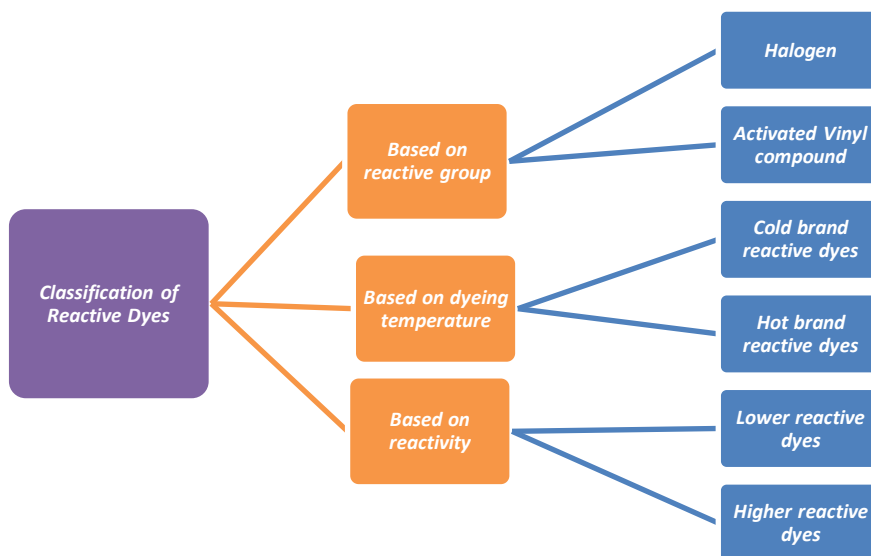 Classification of
Reactive Dyes
Based on
reactive group
Halogen
Activated Vinyl
compound
Based on dyeing
temperature
Cold brand
reactive dyes
Hot brand
reactive dyes
Based on
reactivity
Lower reactive
dyes
Higher reactive
dyes